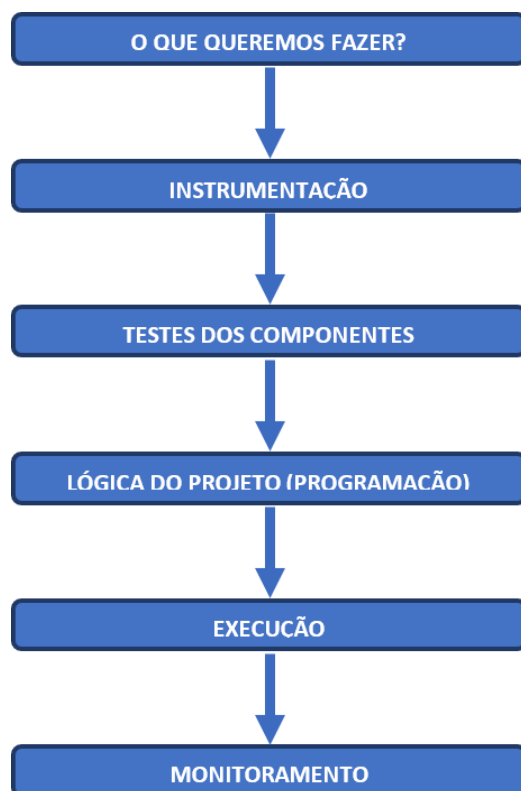 O QUE QUEREMOS FAZER?
INSTRUMENTAÇÃO
TESTES DOS COMPONENTES
LÓGICA DO PROJETO (PROGRAMAÇÃO)
EXECUÇÃO
MONITORAMENTO